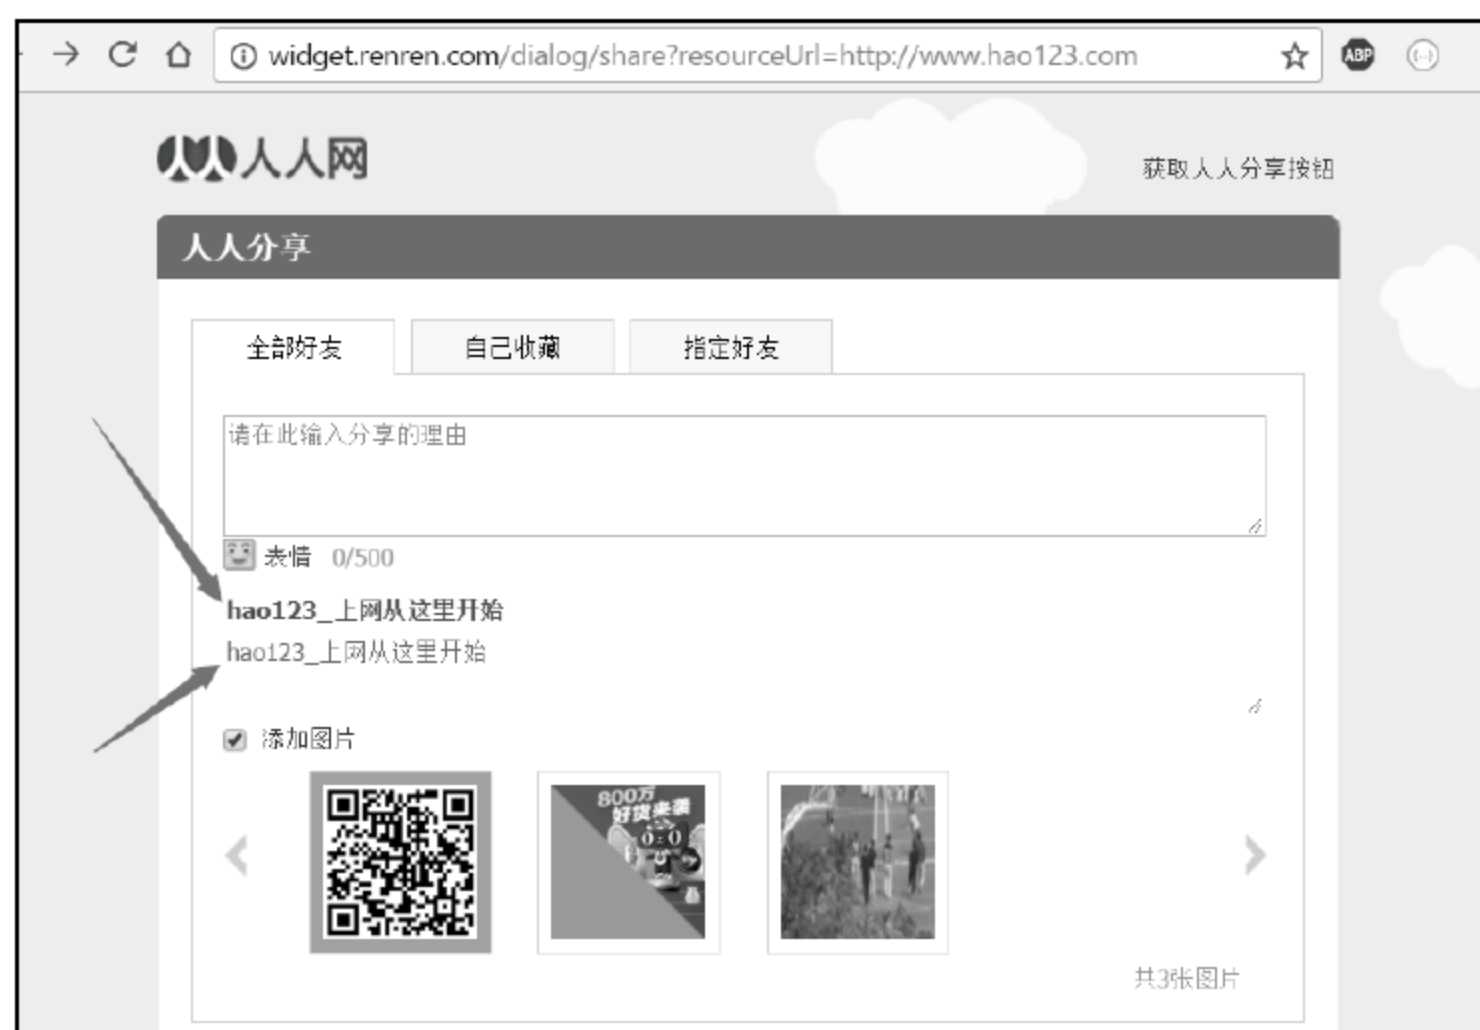 widget.renren.com/dialog/share?resourceUrl=http://www.hao123.com
ABP
人人网
获取人人分享按钮
人人分享
全部好友
自己收藏
指定好友
请在此输入分享的理由
表情 0/500
hao123_上网从这里开始
hao123_上网从这里开始
添加图片
800万
好货来袭
共3张图片